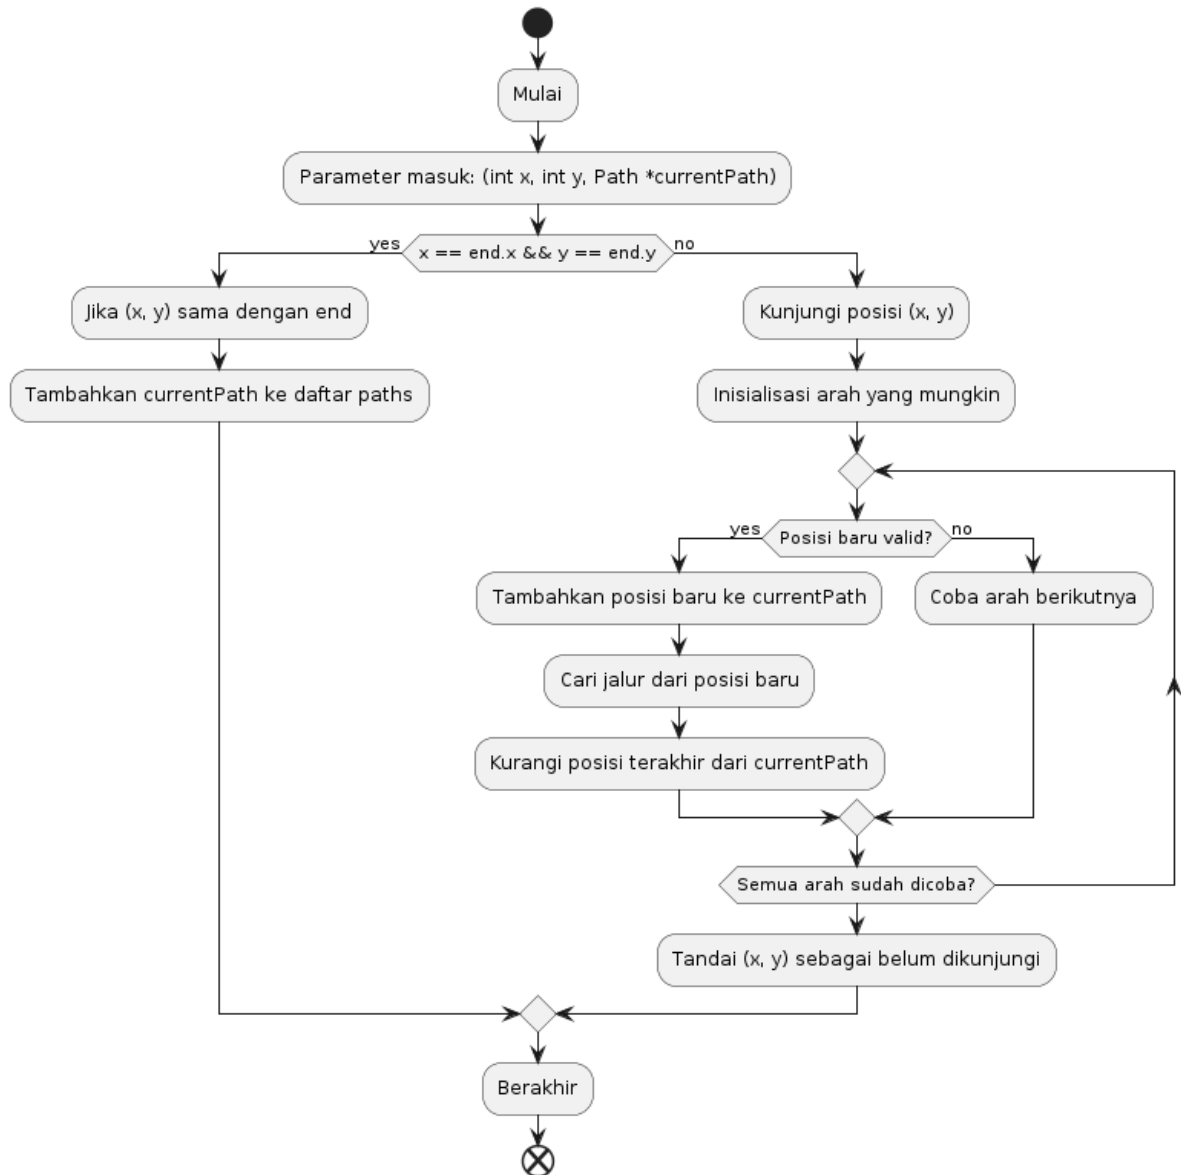 Mulai
Parameter masuk: (int x, int y, Path *currentPath)
yes
x == end.x && y == end.y
no
Jika (x, y) sama dengan end
Tambahkan currentPath ke daftar paths
Kunjungi posisi (x, y)
Inisialisasi arah yang mungkin
yes
Posisi baru valid?
no
Tambahkan posisi baru ke currentPath
Cari jalur dari posisi baru
Kurangi posisi terakhir dari currentPath
Coba arah berikutnya
Semua arah sudah dicoba?
Tandai (x, y) sebagai belum dikunjungi
Berakhir